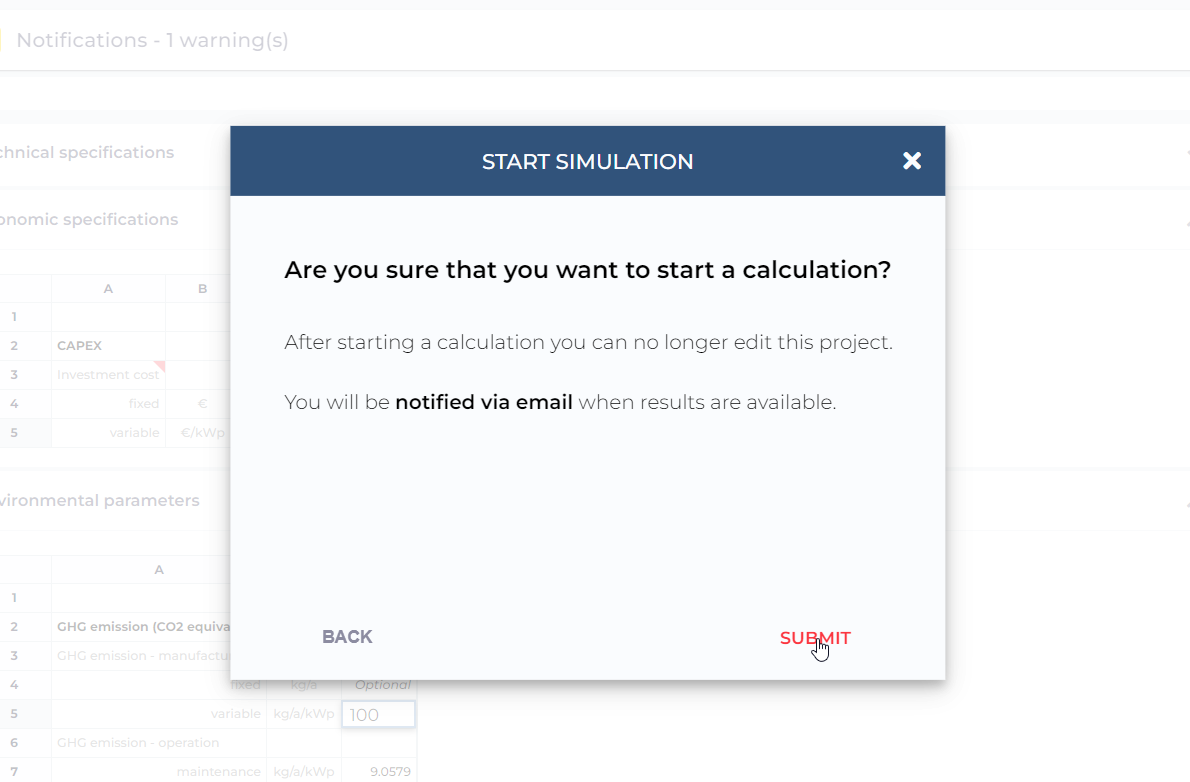 Notifications - 1 warning(s)
START SIMULATION
Are you sure that you want to start a calculation?
After starting a calculation you can no longer edit this project.
You will be notified via email when results are available.
BACK
SUBMIT
chnical specifications
onomic specifications
A B
1
2 CAPEX
3 Investment cost
4 fixed €
5 variable €/kWp
vironmental parameters
A
1
2 GHG emission (CO2 equiva
3 GHG emission - manufactu
4 fixed kg/a Optional
5 variable kg/a/kWp 100
6 GHG emission - operation
7 maintenance kg/a/kWp 9.0579